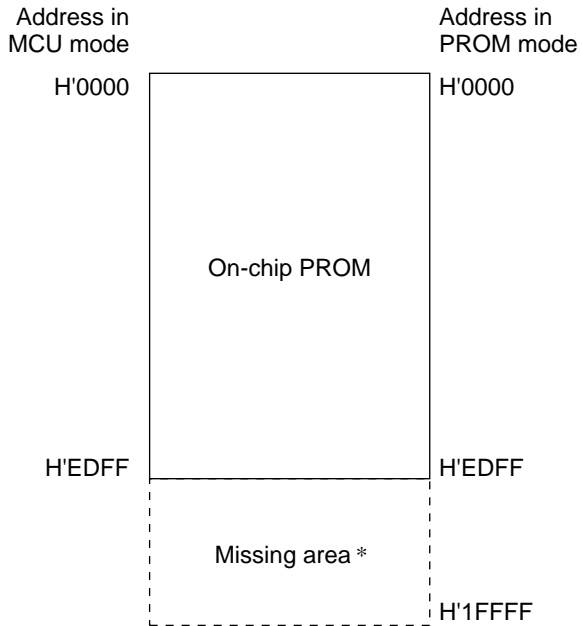 Address in
MCU mode
Address in
PROM mode
H'0000
H'0000
On-chip PROM
H'EDFF
H'EDFF
Missing area *
H'1FFFF